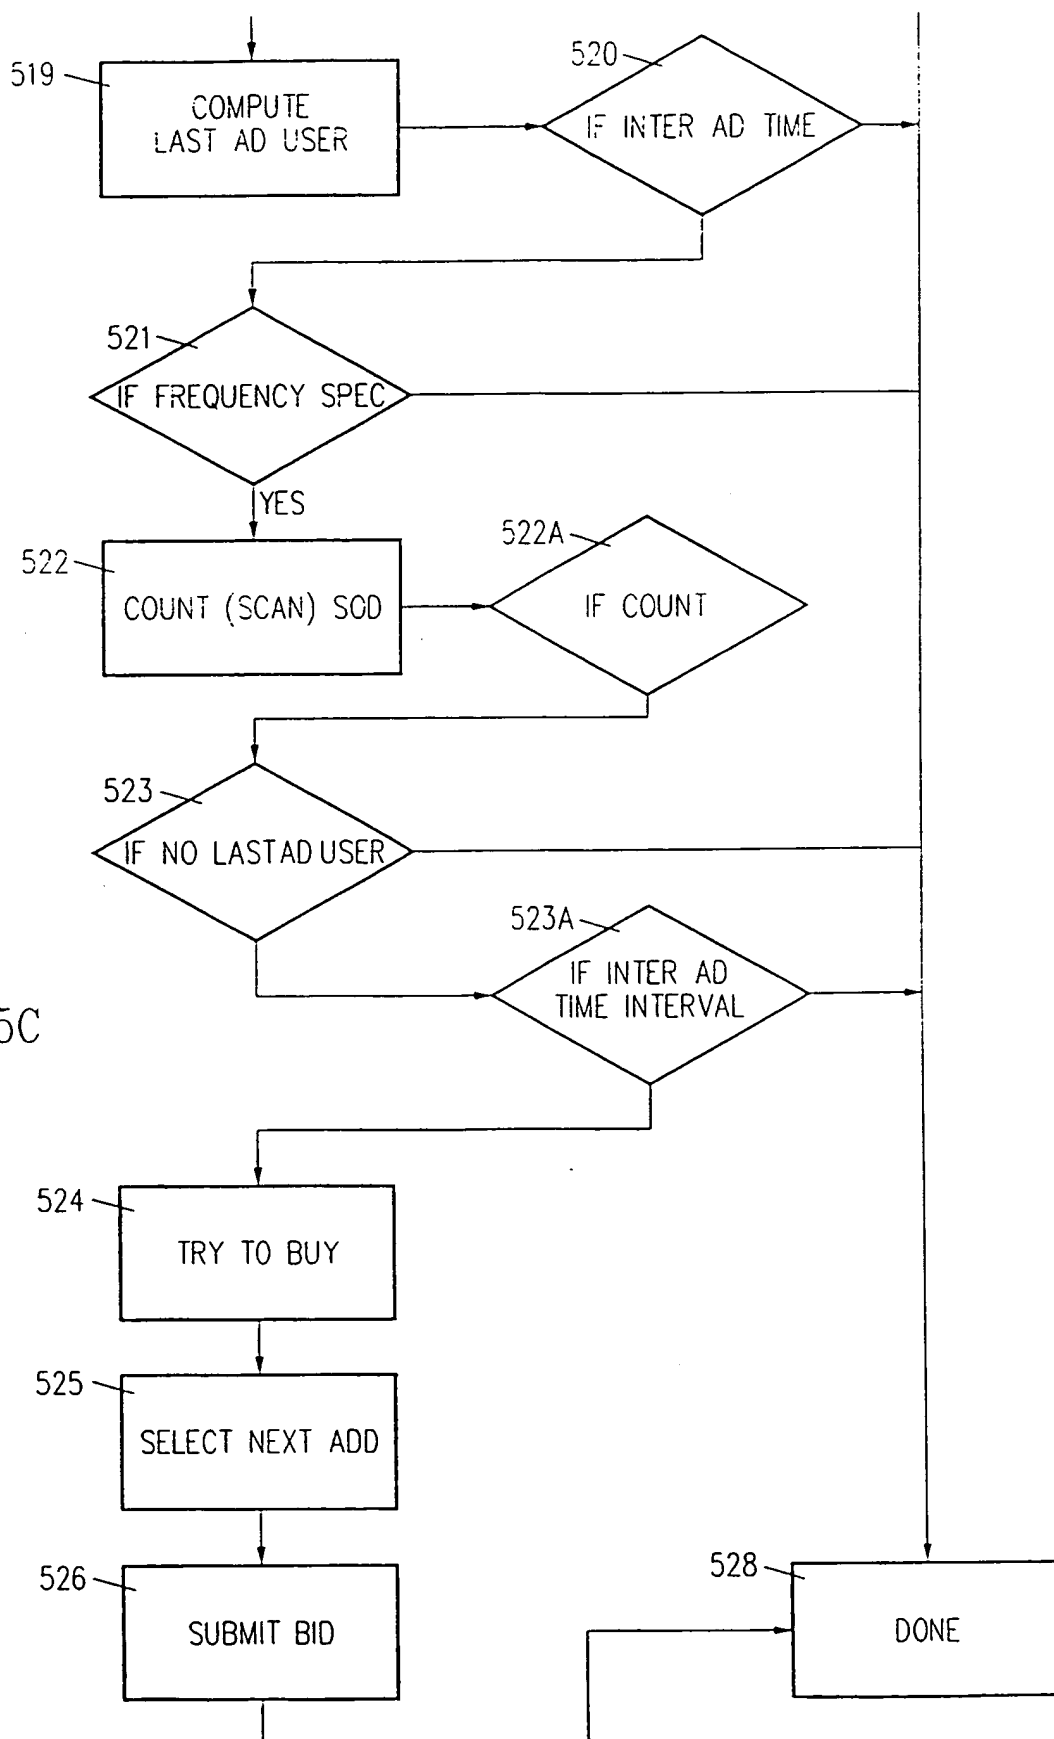 519
COMPUTE
LAST AD USER
520
IF INTER AD TIME
521
IF FREQUENCY SPEC
YES
522
COUNT (SCAN) SOD
522A
IF COUNT
523
IF NO LAST AD USER
523A
IF INTER AD
TIME INTERVAL
5C
524
TRY TO BUY
525
SELECT NEXT ADD
526
SUBMIT BID
528
DONE